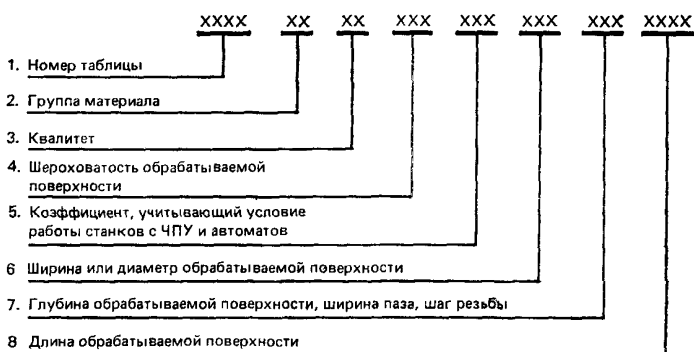 xxxx xx xx xxx xxx xxx xxx xxxx
1. Номер таблицы
2. Группа материала
3. Квалитет
4. Шероховатость обрабатываемой
поверхности
5. Коэффициент, учитывающий условие
работы станков с ЧПУ и автоматов
6 Ширина или диаметр обрабатываемой поверхности
7. Глубина обрабатываемой поверхности, ширина паза, шаг резьбы
8 Длина обрабатываемой поверхности